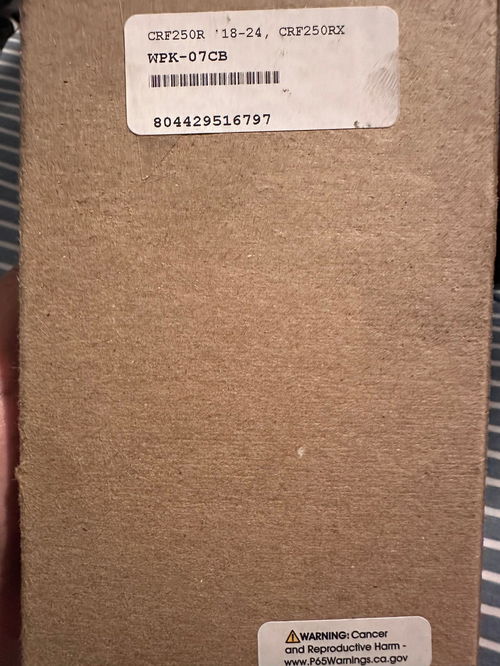 CRF250R '18-24, CRF250RX
WPK-07CB
804429516797
⚠WARNING: Cancer
and Reproductive Harm -
www.P65Warnings.ca.gov